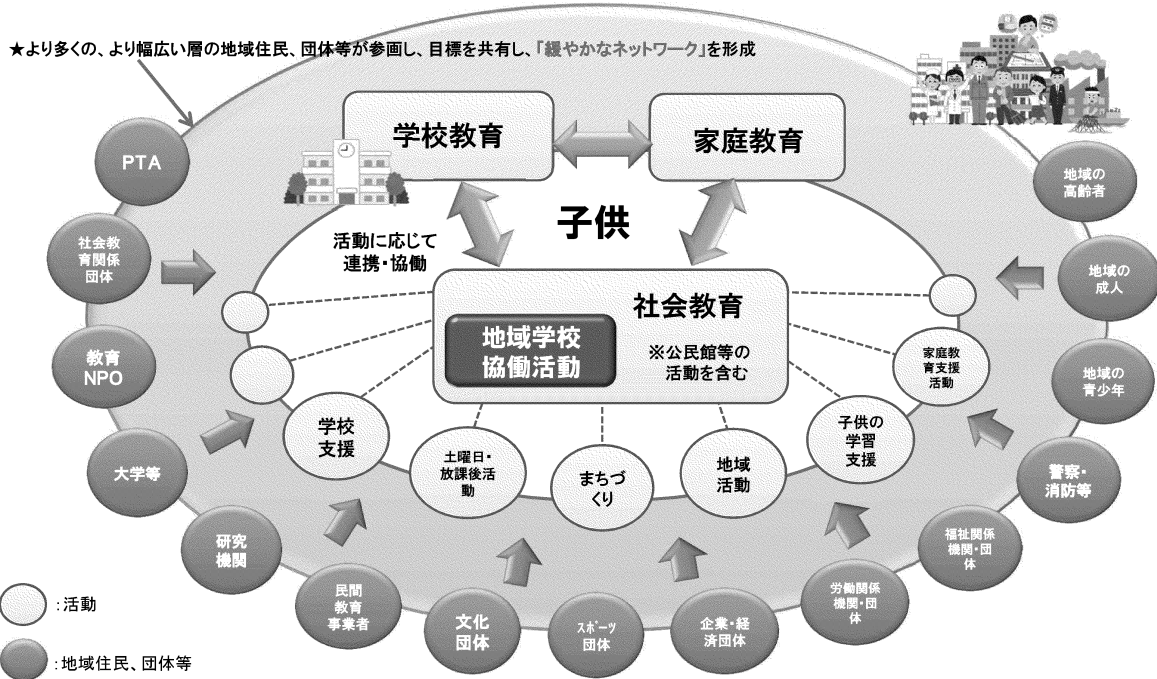 ★より多くの、より幅広い層の地域住民、団体等が参画し、目標を共有し、「緩やかなネットワーク」を形成
学校教育
家庭教育
子供
活動に応じて
連携・協働
社会教育
地域学校
協働活動
※公民館等の
活動を含む
PTA
社会教
育関係
団体
教育
NPO
大学等
研究
機関
民間
教育
事業者
文化
団体
スポーツ
団体
企業・経
済団体
労働関係
機関・団
体
福祉関係
機関・団
体
警察・
消防等
地域の
青少年
地域の
成人
地域の
高齢者
学校
支援
土曜日・
放課後活
動
まちづ
くり
地域
活動
子供の
学習
支援
家庭教
育支援
活動
:活動
:地域住民、団体等